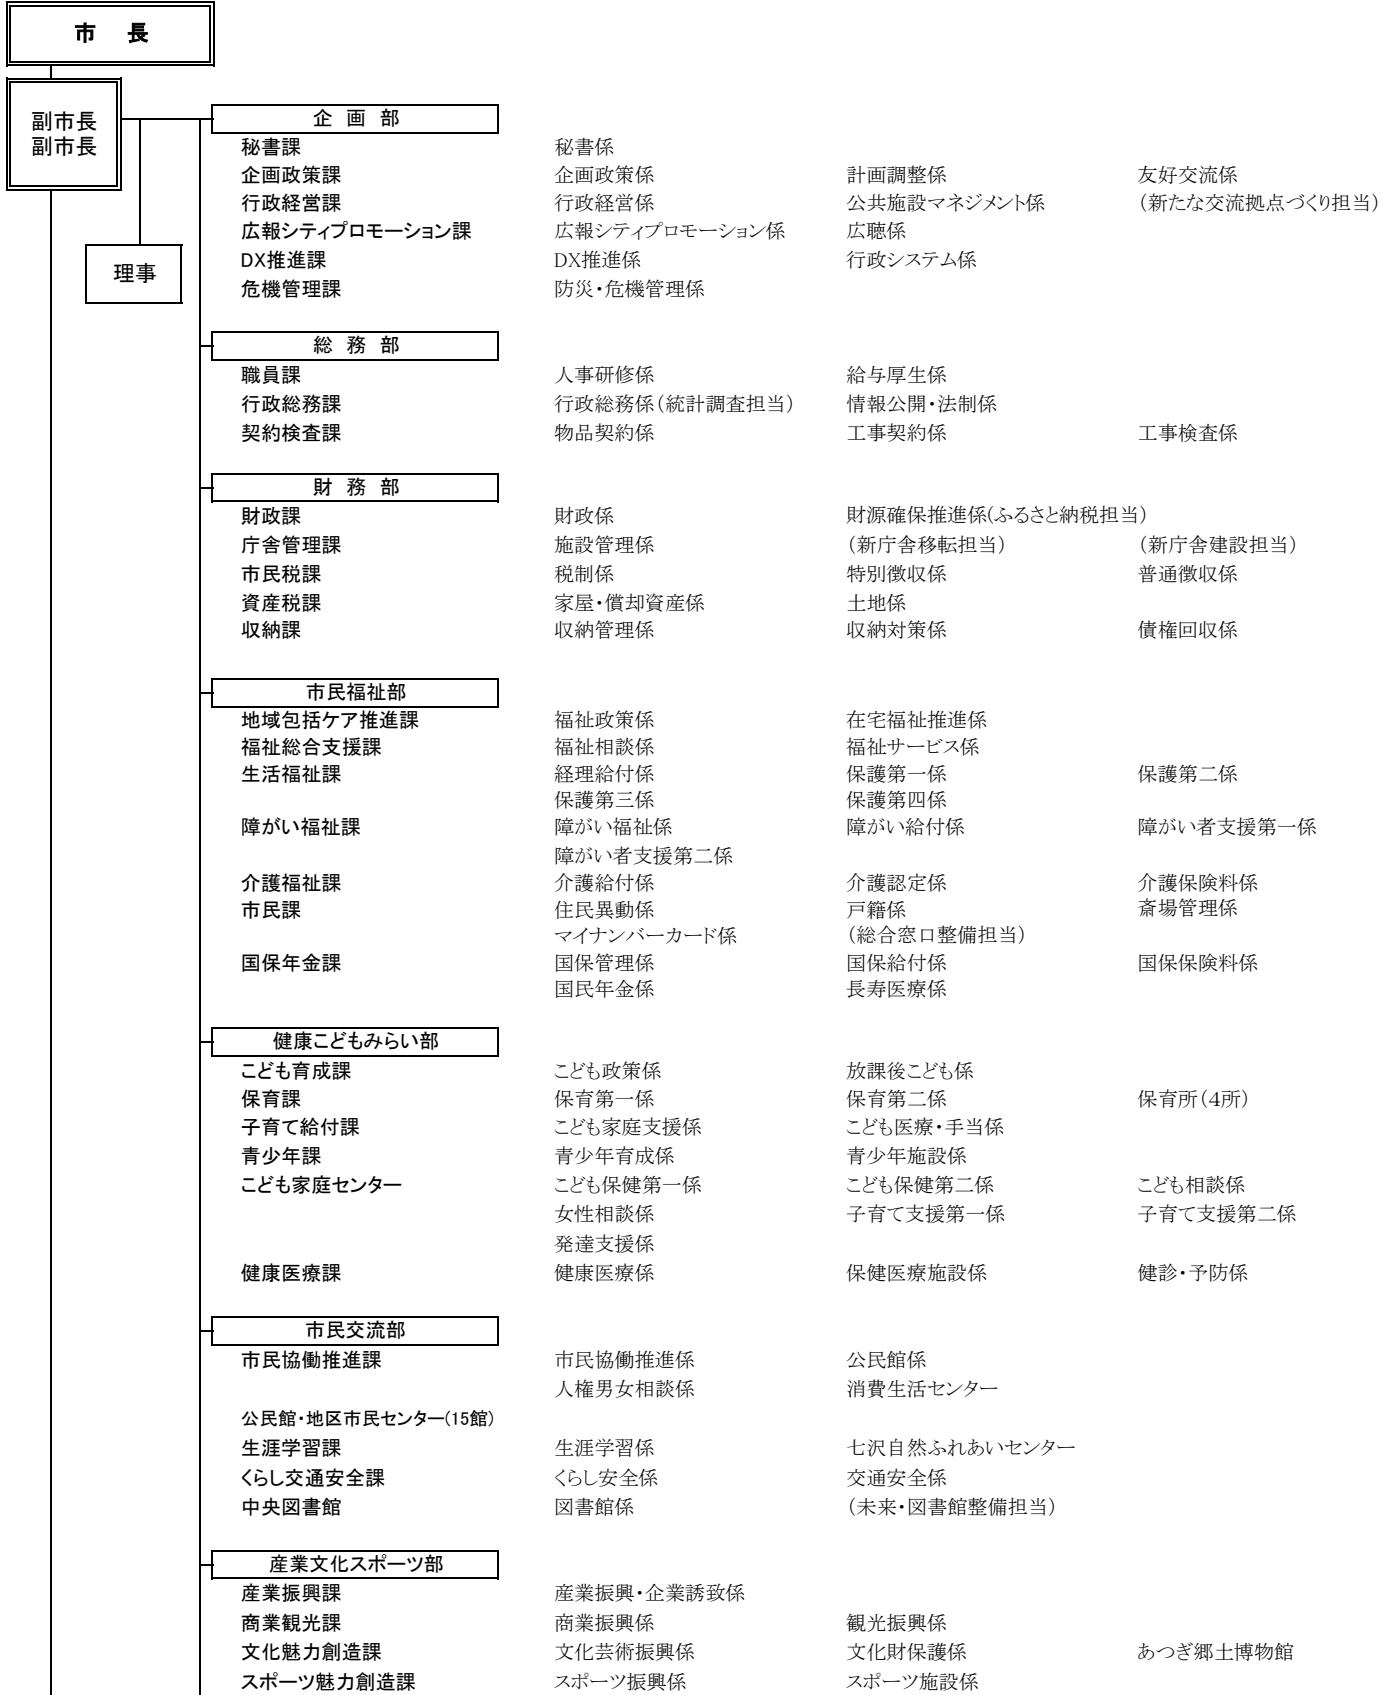 市　長
副市長
副市長
理事
企 画 部
秘書課 秘書係
企画政策課 企画政策係 計画調整係 友好交流係
行政経営課 行政経営係 公共施設マネジメント係 （新たな交流拠点づくり担当）
広報シティプロモーション課 広報シティプロモーション係 広聴係
DX推進課 DX推進係 行政システム係
危機管理課 防災・危機管理係
総 務 部
職員課 人事研修係 給与厚生係
行政総務課 行政総務係（統計調査担当） 情報公開・法制係
契約検査課 物品契約係 工事契約係 工事検査係
財 務 部
財政課 財政係 財源確保推進係(ふるさと納税担当)
庁舎管理課 施設管理係 （新庁舎移転担当） （新庁舎建設担当）
市民税課 税制係 特別徴収係 普通徴収係
資産税課 家屋・償却資産係 土地係
収納課 収納管理係 収納対策係 債権回収係
市民福祉部
地域包括ケア推進課 福祉政策係 在宅福祉推進係
福祉総合支援課 福祉相談係 福祉サービス係
生活福祉課 経理給付係 保護第一係 保護第二係
保護第三係 保護第四係
障がい福祉課 障がい福祉係 障がい給付係 障がい者支援第一係
障がい者支援第二係
介護福祉課 介護給付係 介護認定係 介護保険料係
市民課 住民異動係 戸籍係 斎場管理係
マイナンバーカード係 （総合窓口整備担当）
国保年金課 国保管理係 国保給付係 国保保険料係
国民年金係 長寿医療係
健康こどもみらい部
こども育成課 こども政策係 放課後こども係
保育課 保育第一係 保育第二係 保育所（4所）
子育て給付課 こども家庭支援係 こども医療・手当係
青少年課 青少年育成係 青少年施設係
こども家庭センター こども保健第一係 こども保健第二係 こども相談係
女性相談係 子育て支援第一係 子育て支援第二係
発達支援係
健康医療課 健康医療係 保健医療施設係 健診・予防係
市民交流部
市民協働推進課 市民協働推進係 公民館係
人権男女相談係 消費生活センター
公民館・地区市民センター(15館)
生涯学習課 生涯学習係 七沢自然ふれあいセンター
くらし交通安全課 くらし安全係 交通安全係
中央図書館 図書館係 （未来・図書館整備担当）
産業文化スポーツ部
産業振興課 産業振興・企業誘致係
商業観光課 商業振興係 観光振興係
文化魅力創造課 文化芸術振興係 文化財保護係 あつぎ郷土博物館
スポーツ魅力創造課 スポーツ振興係 スポーツ施設係